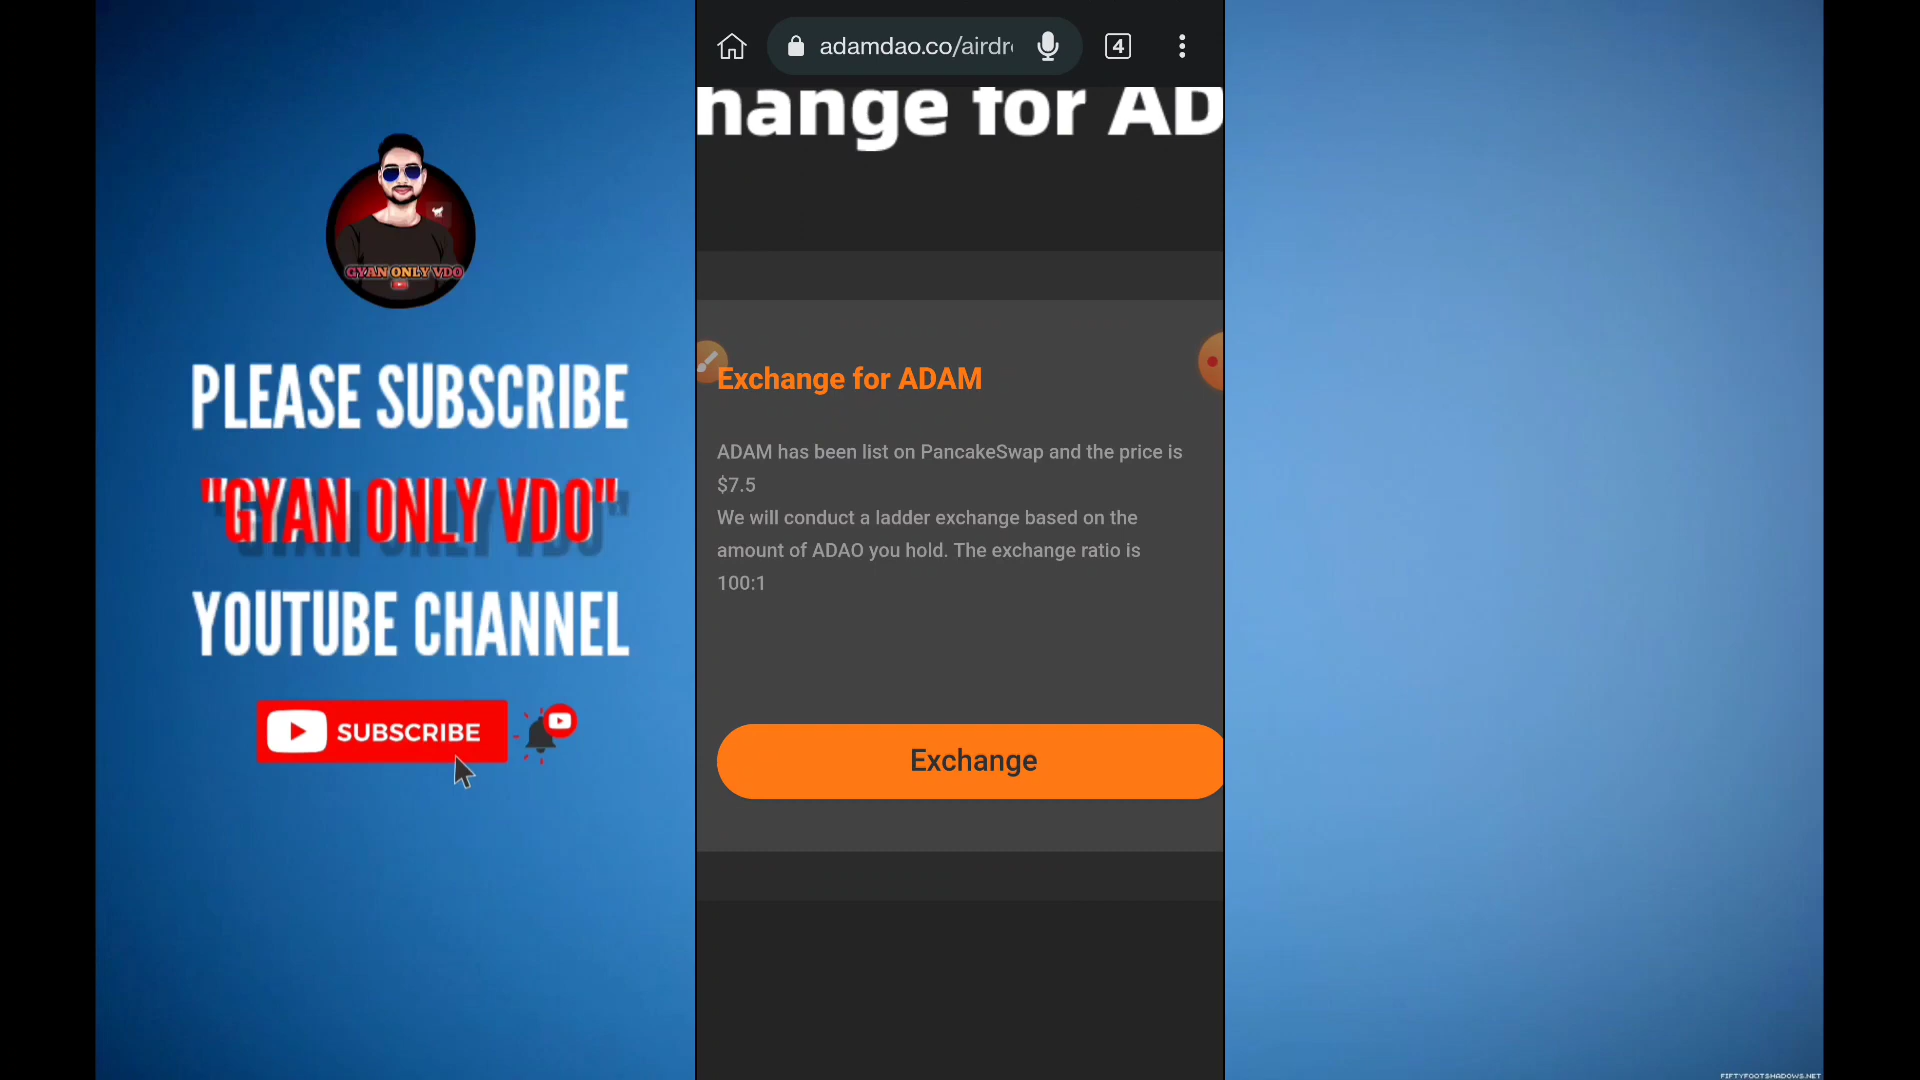 GYAN ONLY VDO
PLEASE SUBSCRIBE
"GYAN ONLY VDO"
YOUTUBE CHANNEL
SUBSCRIBE
adamdao.co/airdr
4
hange for AD
Exchange for ADAM
ADAM has been list on PancakeSwap and the price is
$7.5
We will conduct a ladder exchange based on the
amount of ADAO you hold. The exchange ratio is
100:1
Exchange
FIFTYFOOTSHADOWS.NET